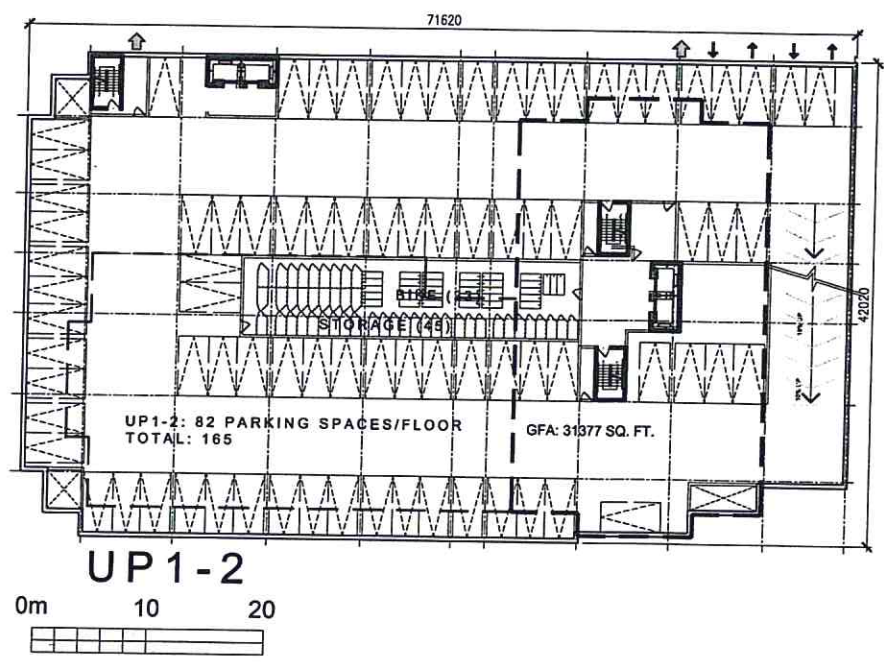 71620
42020
BIKE (
STORAGE (45)
UP1-2: 82 PARKING SPACES/FLOOR
TOTAL: 165
GFA: 31377 SQ. FT.
UP1-2
0m 10 20